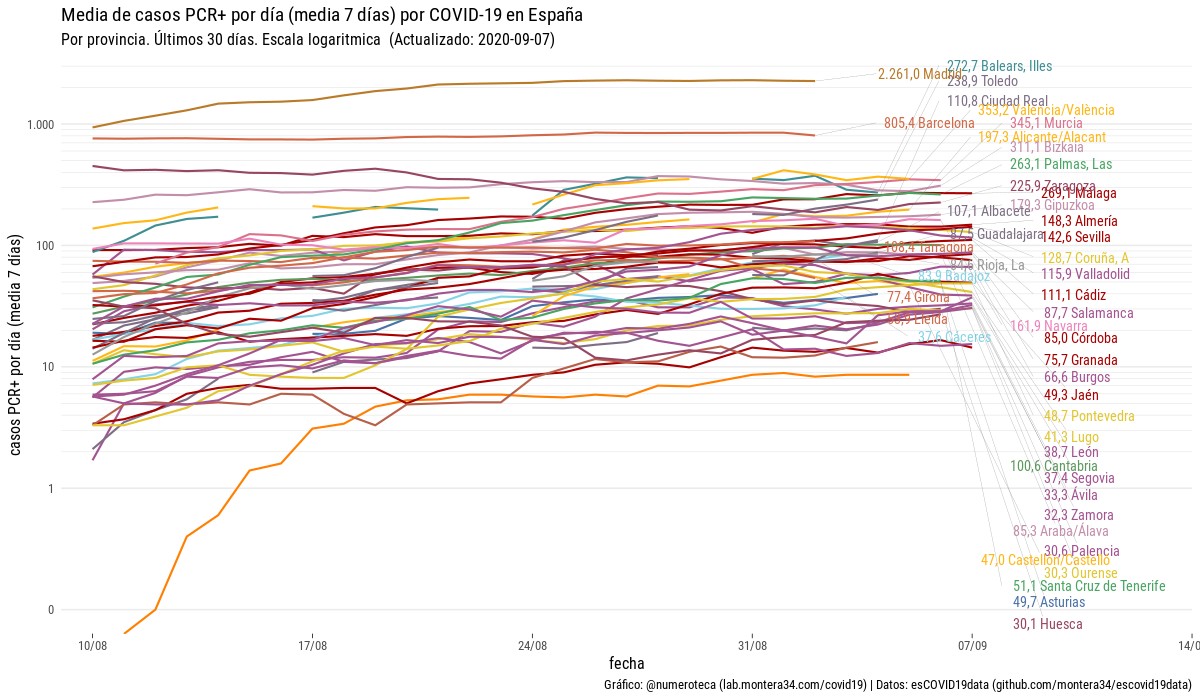 Media de casos PCR+ por día (media 7 días) por COVID-19 en España
Por provincia. Últimos 30 días. Escala logaritmica (Actualizado: 2020-09-07)
casos PCR+ por día (media 7 días)
1.000
100
10
1
0
10/08
17/08
24/08
31/08
07/09
14/0
fecha
2.261,0 Madrid
272,7 Balears, Illes
238,9 Toledo
110,8 Ciudad Real
353,2 Valencia/València
805,4 Barcelona
345,1 Murcia
197,3 Alicante/Alacant
311,1 Bizkaia
263,1 Palmas, Las
225,9 Zaragoza
269,1 Málaga
179,3 Gipuzkoa
107,1 Albacete
148,3 Almería
87,5 Guadalajara
142,6 Sevilla
108,4 Tarragona
128,7 Coruña, A
84,6 Rioja, La
83,9 Badajoz
115,9 Valladolid
77,4 Girona
111,1 Cádiz
87,7 Salamanca
Lleida
161,9 Navarra
37,6 Cáceres
85,0 Córdoba
75,7 Granada
66,6 Burgos
49,3 Jaén
48,7 Pontevedra
41,3 Lugo
38,7 León
100,6 Cantabria
37,4 Segovia
33,3 Ávila
32,3 Zamora
85,3 Araba/Álava
30,6 Palencia
47,0 Castellón/Castelló
30,3 Ourense
51,1 Santa Cruz de Tenerife
49,7 Asturias
30,1 Huesca
Gráfico: @numeroteca (lab.montera34.com/covid19) | Datos: esCOVID19data (github.com/montera34/escovid19data)